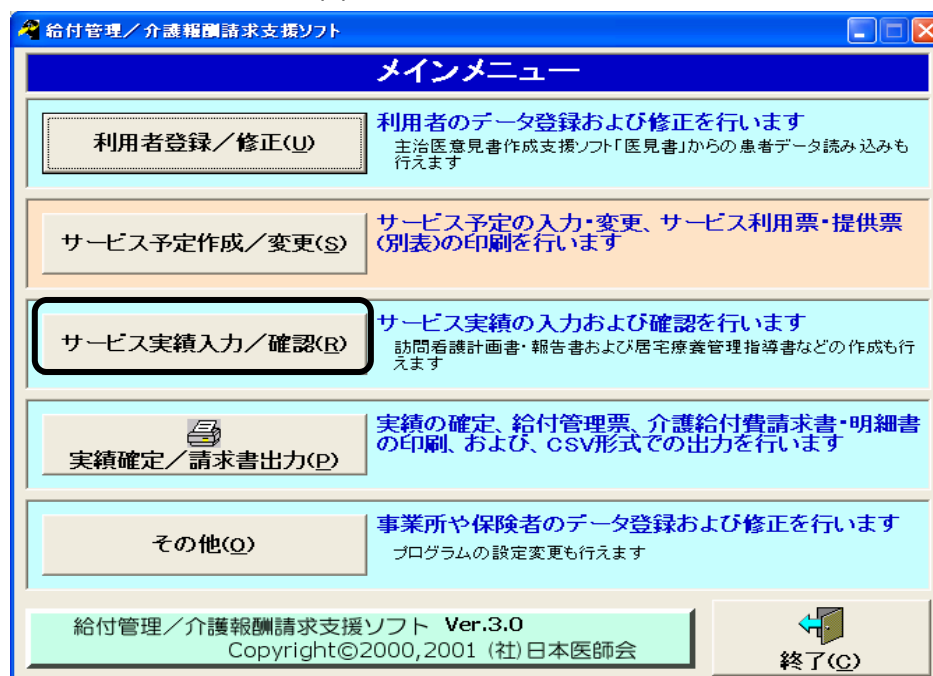 給付管理／介護報酬請求支援ソフト
メインメニュー
利用者登録／修正(U)
利用者のデータ登録および修正を行います
主治医意見書作成支援ソフト「医見書」からの患者データ読み込みも
行えます
サービス予定作成／変更(S)
サービス予定の入力・変更、サービス利用票・提供票
(別表)の印刷を行います
サービス実績入力／確認(R)
サービス実績の入力および確認を行います
訪問看護計画書・報告書および居宅療養管理指導書などの作成も行
えます
実績確定／請求書出力(P)
実績の確定、給付管理票、介護給付費請求書・明細書
の印刷、および、CSV形式での出力を行います
その他(O)
事業所や保険者のデータ登録および修正を行います
プログラムの設定変更も行えます
給付管理／介護報酬請求支援ソフト Ver.3.0
Copyright©2000,2001 (社)日本医師会
終了(C)